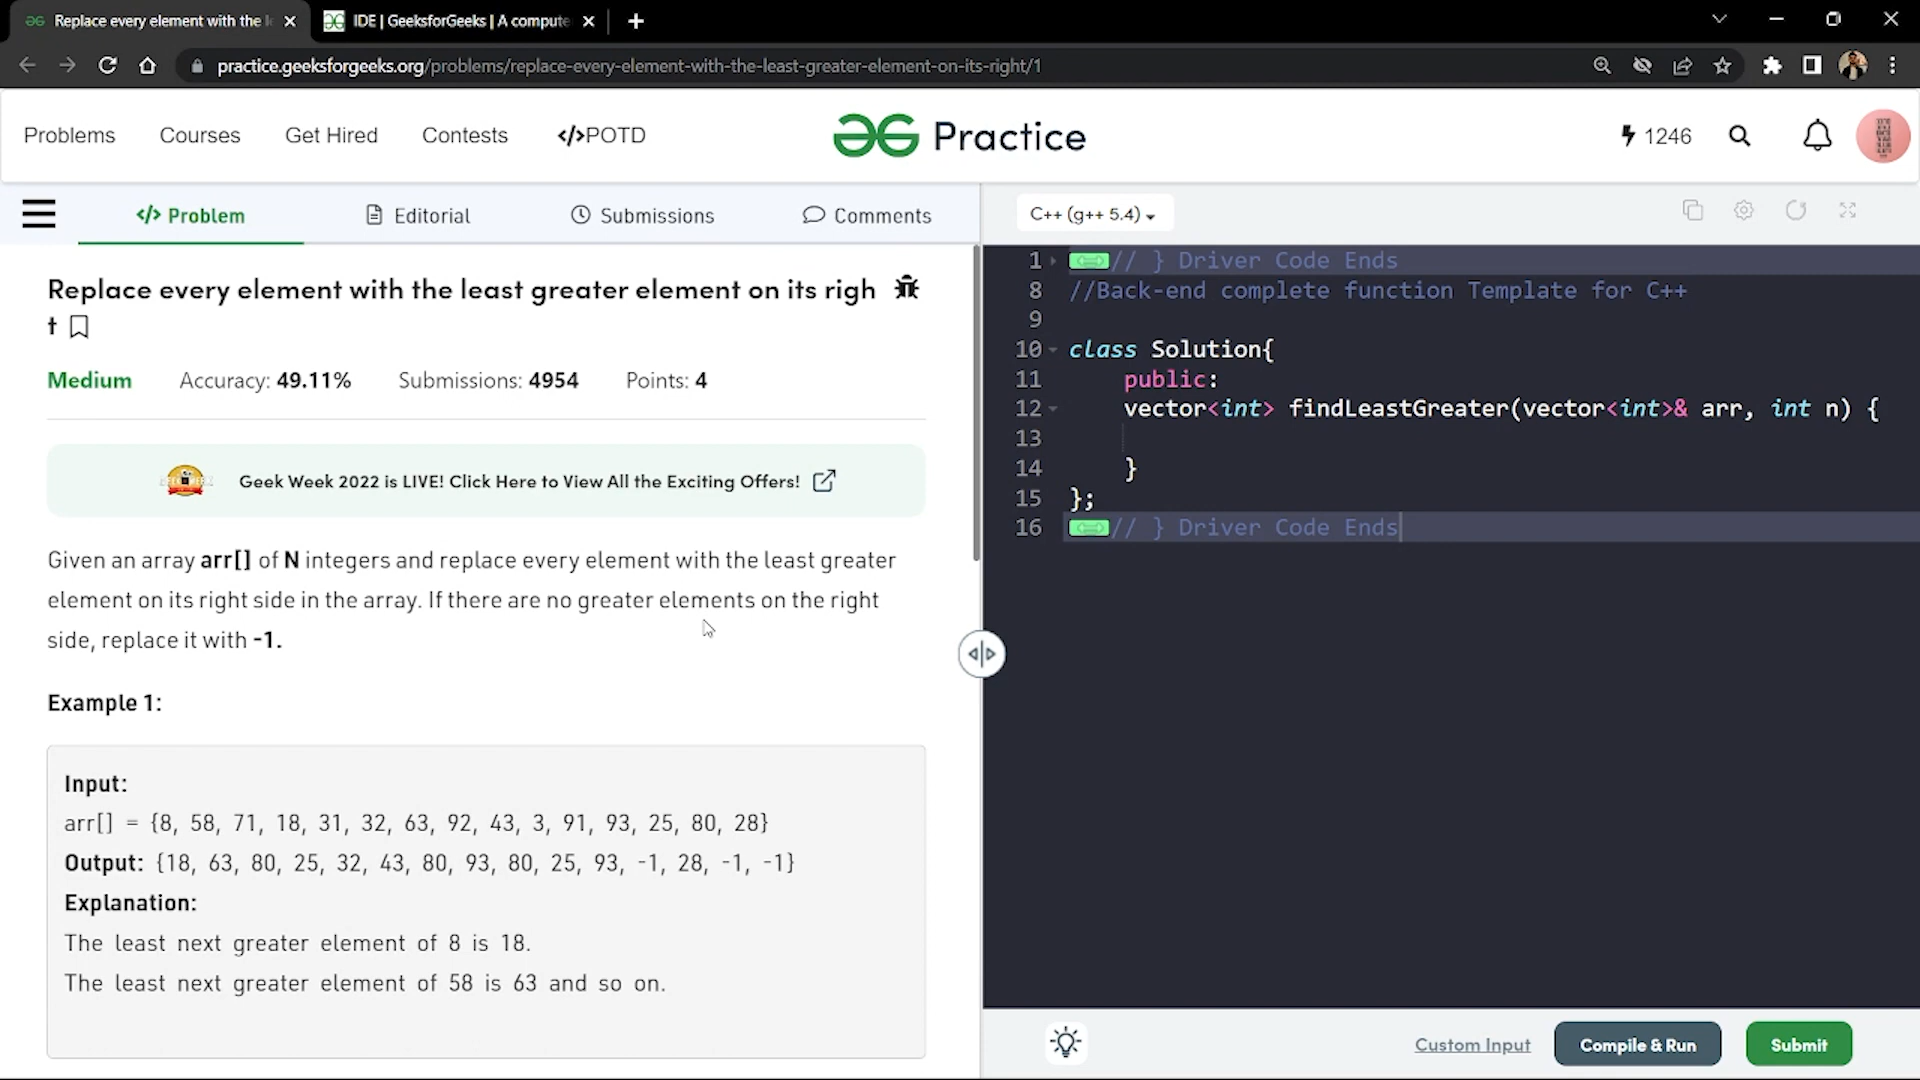 Replace every element with the l
IDE | GeeksforGeeks | A compute
practice.geeksforgeeks.org/problems/replace-every-element-with-the-least-greater-element-on-its-right/1
Problems Courses Get Hired Contests </>POTD Practice 1246
</> Problem Editorial Submissions Comments C++ (g++ 5.4)
Replace every element with the least greater element on its righ
t
Medium Accuracy: 49.11% Submissions: 4954 Points: 4
Geek Week 2022 is LIVE! Click Here to View All the Exciting Offers!
Given an array arr[] of N integers and replace every element with the least greater
element on its right side in the array. If there are no greater elements on the right
side, replace it with -1.
Example 1:
Input:
arr[] = {8, 58, 71, 18, 31, 32, 63, 92, 43, 3, 91, 93, 25, 80, 28}
Output: {18, 63, 80, 25, 32, 43, 80, 93, 80, 25, 93, -1, 28, -1, -1}
Explanation:
The least next greater element of 8 is 18.
The least next greater element of 58 is 63 and so on.
1 // } Driver Code Ends
8 //Back-end complete function Template for C++
9
10 class Solution{
11 public:
12 vector<int> findLeastGreater(vector<int>& arr, int n) {
13
14 }
15 };
16 // } Driver Code Ends
Custom Input Compile & Run Submit